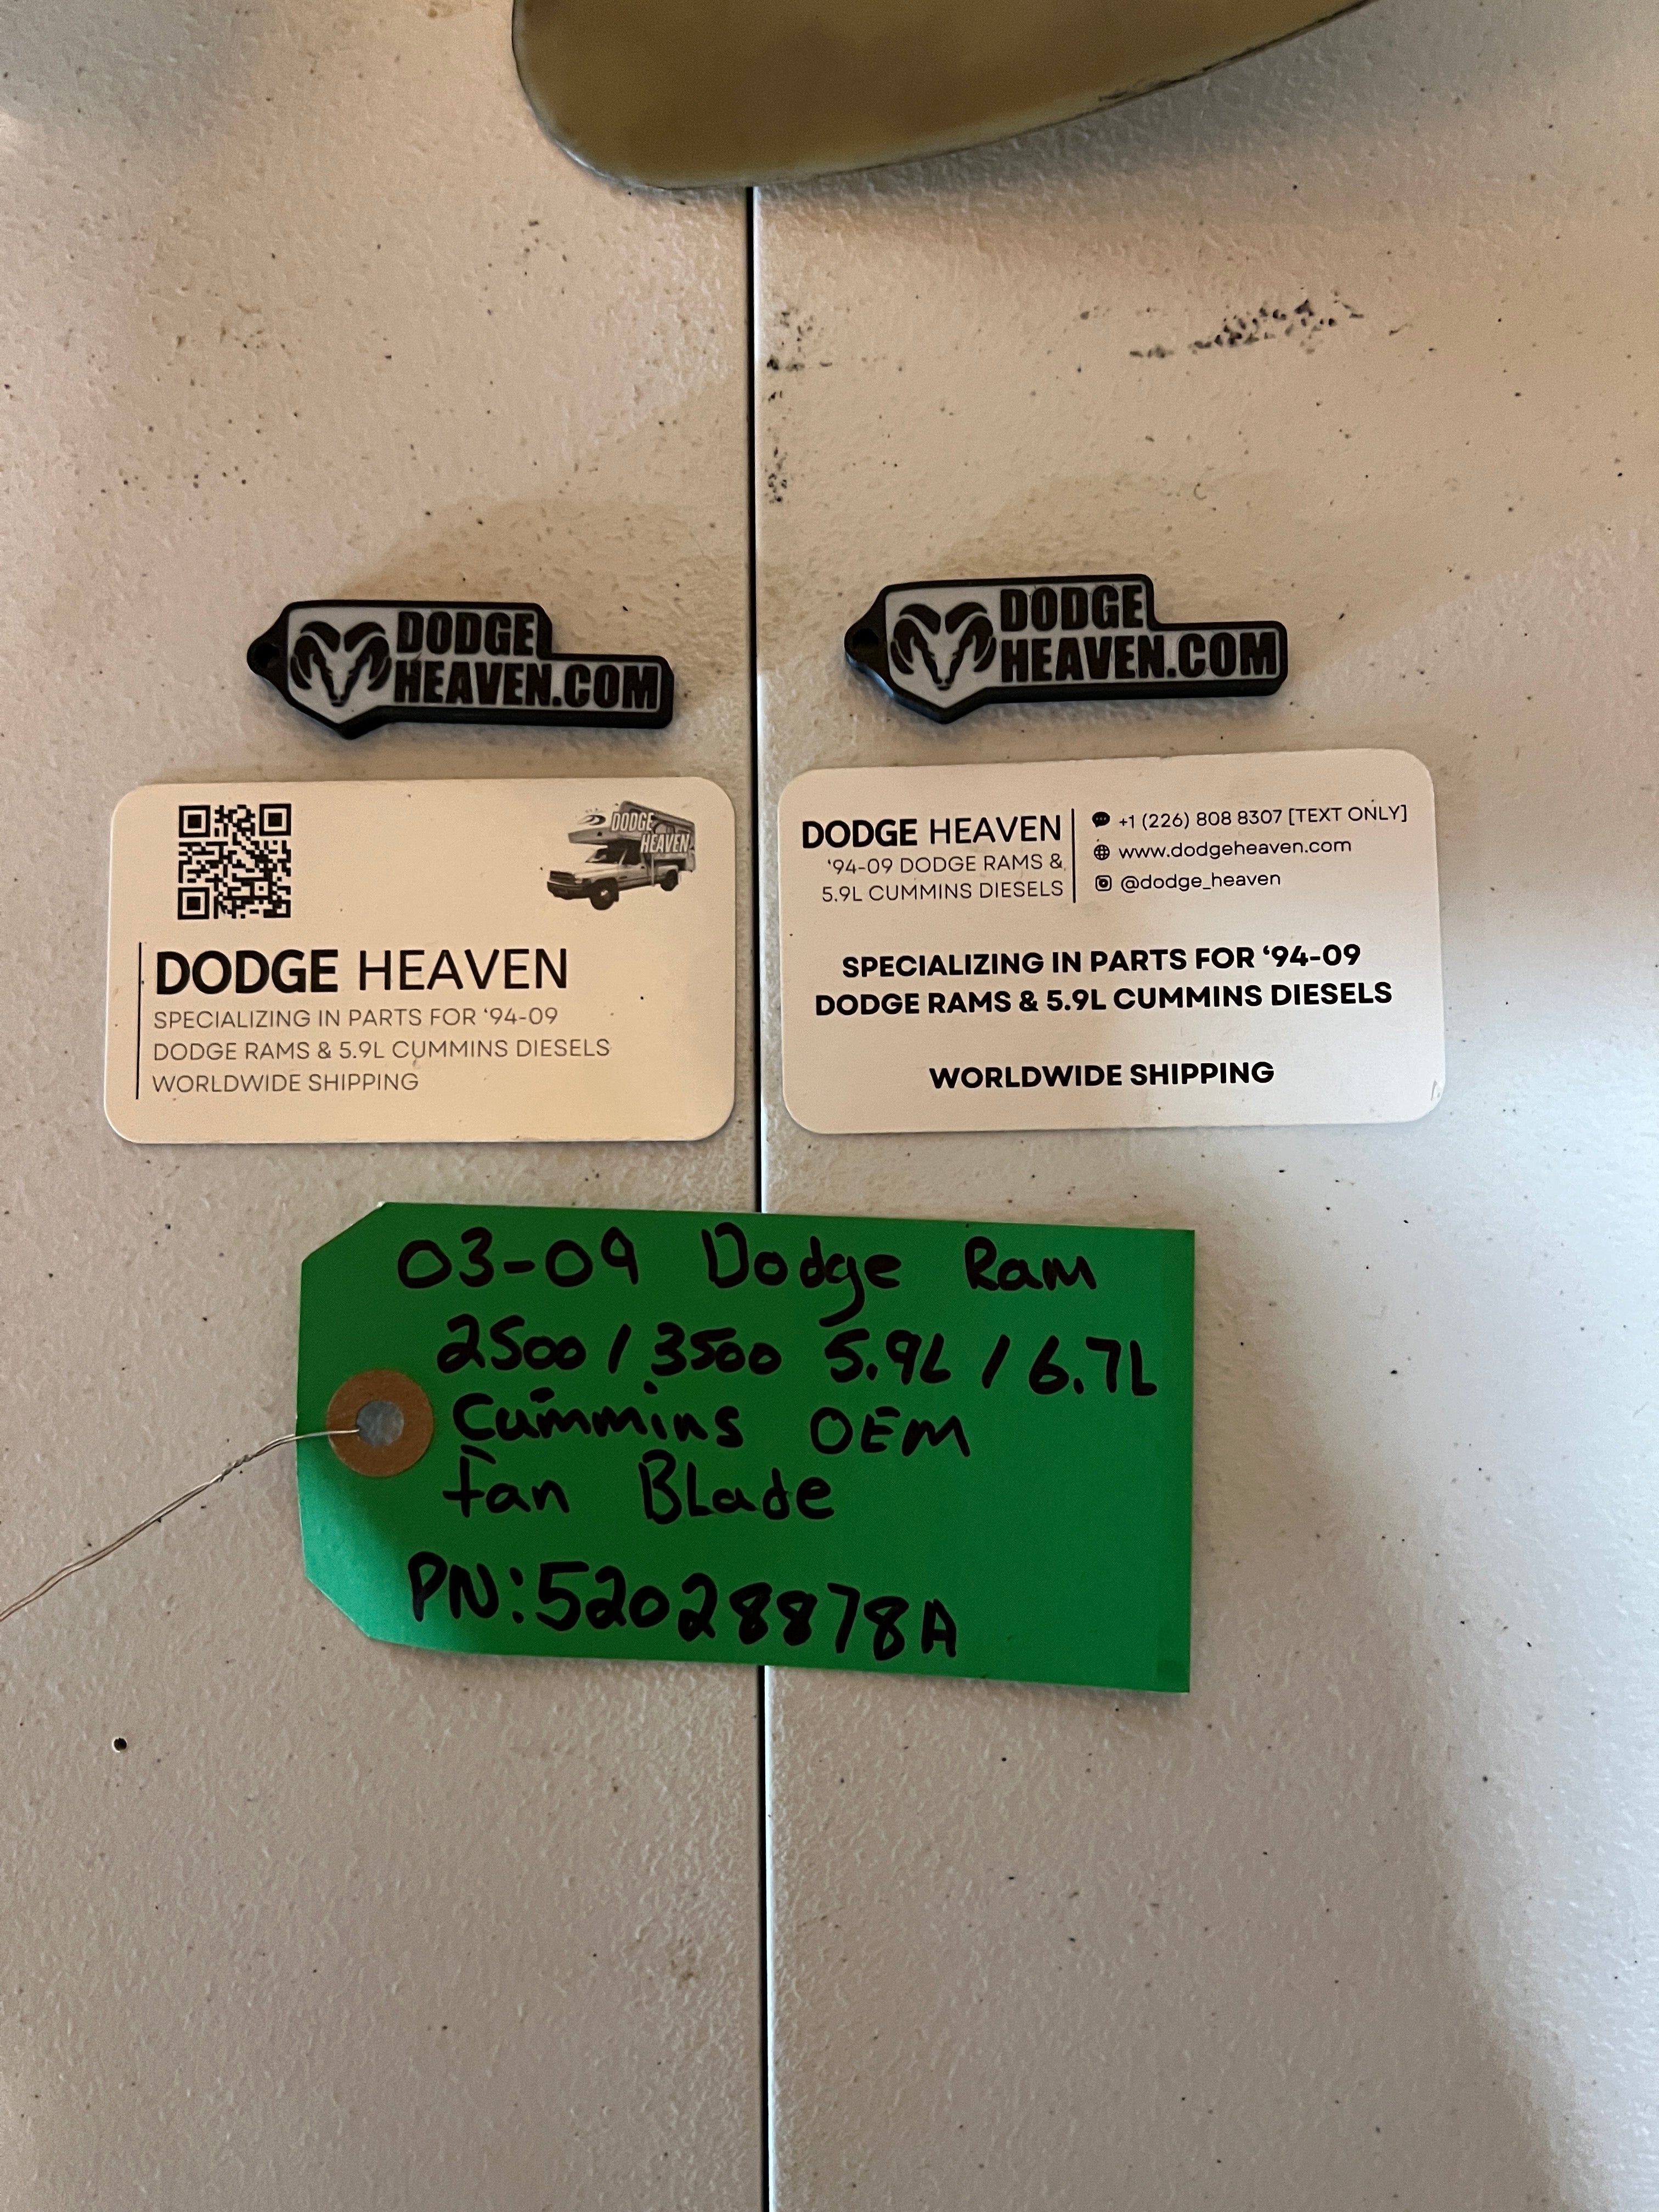 DODGE
HEAVEN.COM
DODGE
HEAVEN.COM
DODGE
HEAVEN
DODGE HEAVEN
SPECIALIZING IN PARTS FOR ‘94-09
DODGE RAMS & 5.9L CUMMINS DIESELS
WORLDWIDE SHIPPING
DODGE HEAVEN
‘94-09 DODGE RAMS &
5.9L CUMMINS DIESELS
+1 (226) 808 8307 [TEXT ONLY]
www.dodgeheaven.com
@dodge_heaven
SPECIALIZING IN PARTS FOR ‘94-09
DODGE RAMS & 5.9L CUMMINS DIESELS
WORLDWIDE SHIPPING
03-09 Dodge Ram
2500 / 3500 5.9L / 6.7L
Cummins OEM
Fan Blade
PN:52028878A